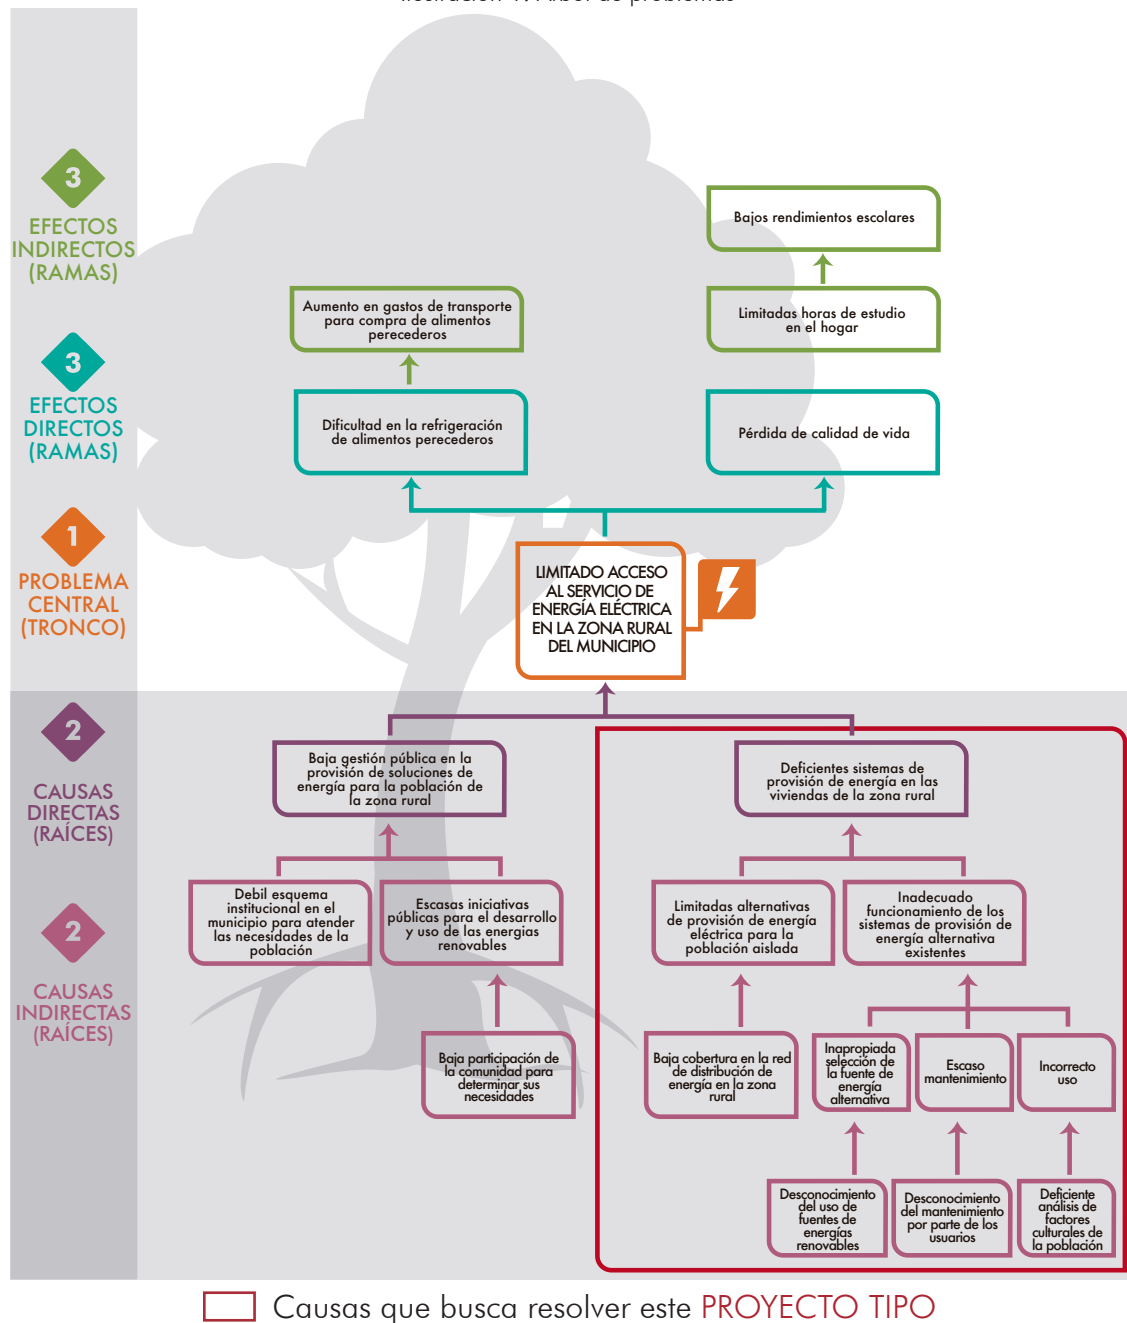 Ilustración 1. Árbol de problemas
3
EFECTOS
INDIRECTOS
(RAMAS)
Bajos rendimientos escolares
Aumento en gastos de transporte
para compra de alimentos
perecederos
Limitadas horas de estudio
en el hogar
3
EFECTOS
DIRECTOS
(RAMAS)
Dificultad en la refrigeración
de alimentos perecederos
Pérdida de calidad de vida
1
PROBLEMA
CENTRAL
(TRONCO)
LIMITADO ACCESO
AL SERVICIO DE
ENERGÍA ELÉCTRICA
EN LA ZONA RURAL
DEL MUNICIPIO
2
CAUSAS
DIRECTAS
(RAÍCES)
Baja gestión pública en la
provisión de soluciones de
energía para la población de
la zona rural
Deficientes sistemas de
provisión de energía en las
viviendas de la zona rural
2
CAUSAS
INDIRECTAS
(RAÍCES)
Debil esquema
institucional en el
municipio para atender
las necesidades de la
población
Escasas iniciativas
públicas para el desarrollo
y uso de las energias
renovables
Limitadas alternativas
de provisión de energía
eléctrica para la
población aislada
Inadecuado
funcionamiento de los
sistemas de provisión de
energía alternativa
existentes
Baja participación de
la comunidad para
determinar sus
necesidades
Baja cobertura en la red
de distribución de
energía en la zona
rural
Inapropiada
selección de
la fuente de
energía
alternativa
Escaso
mantenimiento
Incorrecto
uso
Desconocimiento
del uso de
fuentes de
energías
renovables
Desconocimiento
del mantenimiento
por parte de los
usuarios
Deficiente
análisis de
factores
culturales de
la población
Causas que busca resolver este PROYECTO TIPO